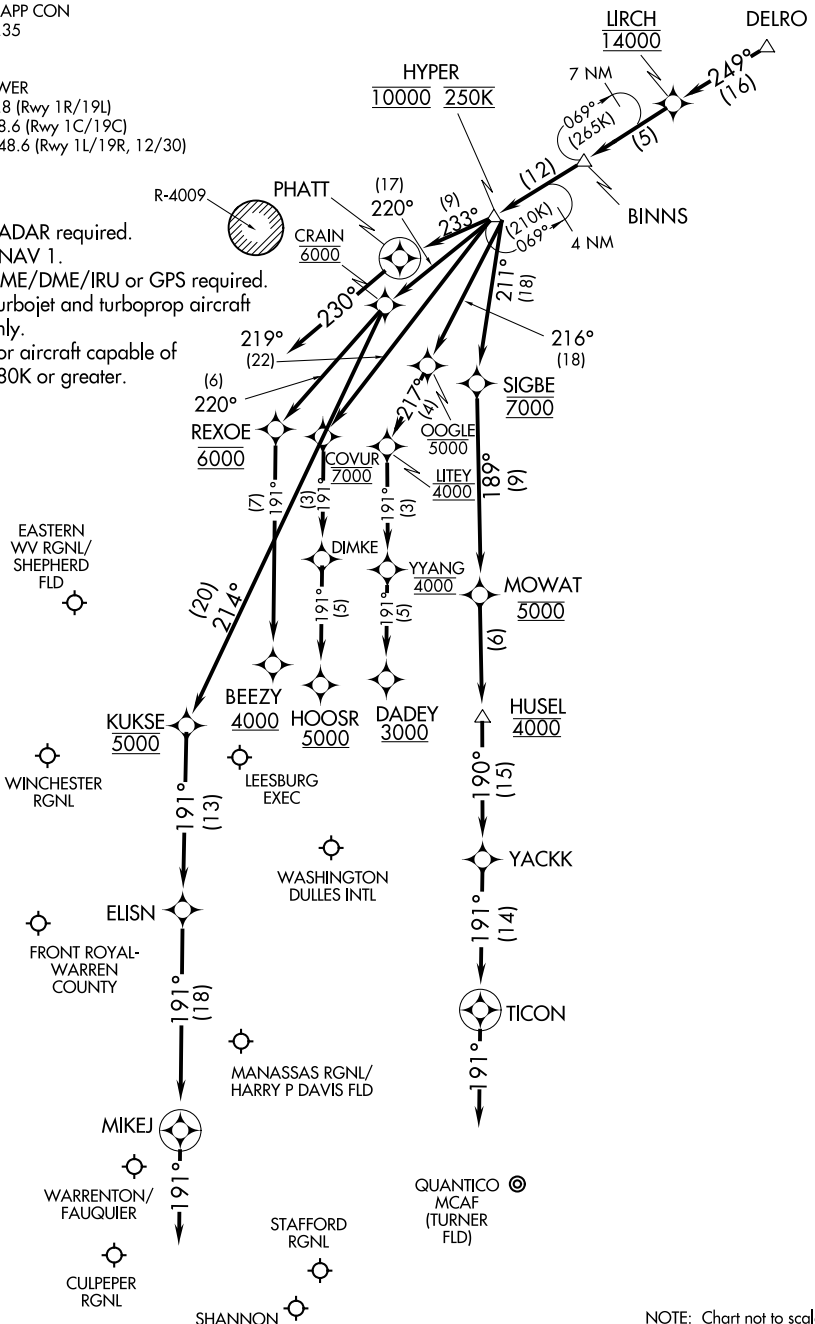 APP CON
35
WER
8 (Rwy 1R/19L)
8.6 (Rwy 1C/19C)
48.6 (Rwy 1L/19R, 12/30)
ADAR required.
NAV 1.
ME/DME/IRU or GPS required.
urbojet and turboprop aircraft
nly.
or aircraft capable of
80K or greater.
DELRO
249°
(16)
LIRCH
14000
7 NM
069°
(265K)
(5)
BINNS
(12)
HYPER
10000 250K
(210K)
069°
4 NM
(9)
233°
PHATT
230°
R-4009
(17)
220°
CRAIN
6000
219°
(22)
(6)
220°
211°
(18)
216°
(18)
REXOE
6000
(7)
191°
BEEZY
4000
COVUR
7000
(3)
191°
DIMKE
191°
(5)
HOOSR
5000
OOGLE
5000
217°
(4)
LITEY
4000
191°
(3)
YYANG
4000
191°
(5)
DADEY
3000
SIGBE
7000
189°
(9)
MOWAT
5000
(6)
HUSEL
4000
190°
(15)
YACKK
191°
(14)
TICON
191°
(20)
214°
KUKSE
5000
191°
(13)
ELISN
191°
(18)
MIKEJ
191°
EASTERN
WV RGNL/
SHEPHERD
FLD
WINCHESTER
RGNL
LEESBURG
EXEC
WASHINGTON
DULLES INTL
FRONT ROYAL-
WARREN
COUNTY
MANASSAS RGNL/
HARRY P DAVIS FLD
WARRENTON/
FAUQUIER
CULPEPER
RGNL
STAFFORD
RGNL
SHANNON
QUANTICO
MCAF
(TURNER
FLD)
NOTE: Chart not to scal